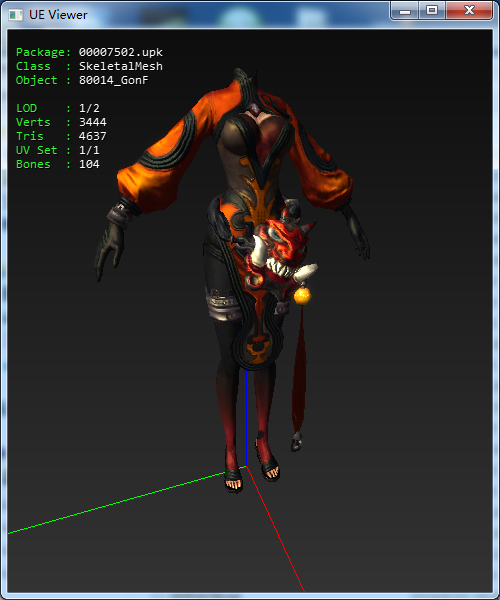 UE Viewer
Package: 00007502.upk
Class : SkeletalMesh
Object : 80014_GonF
LOD : 1/2
Verts : 3444
Tris : 4637
UV Set : 1/1
Bones : 104